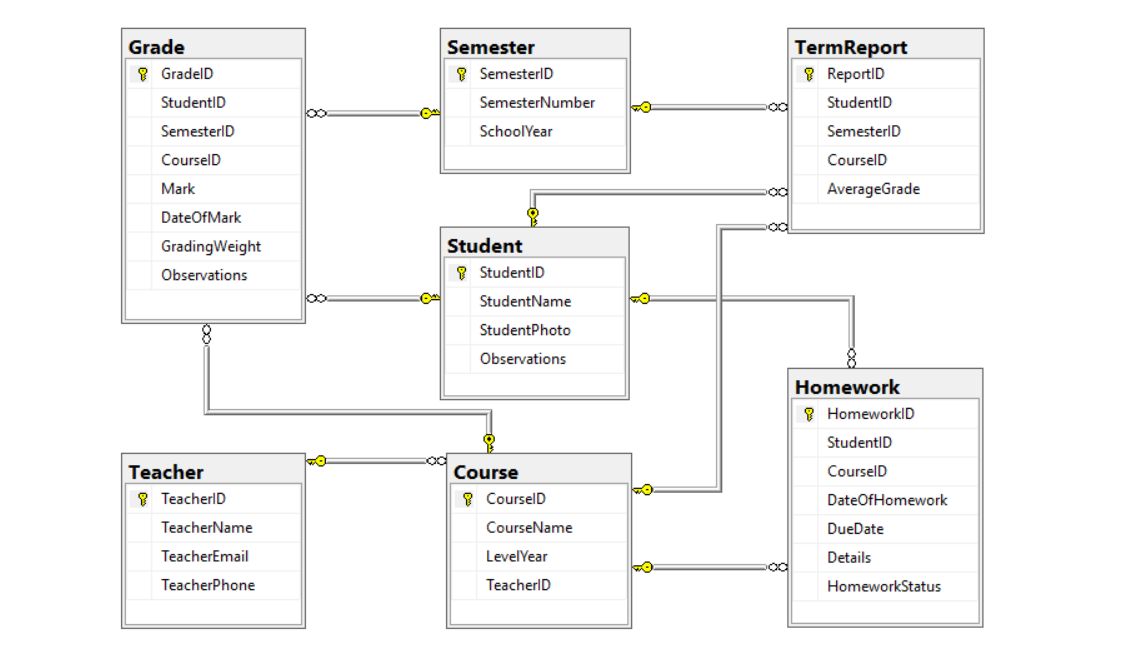 Grade
GradeID
StudentID
SemesterID
CourseID
Mark
DateOfMark
GradingWeight
Observations
Semester
SemesterID
SemesterNumber
SchoolYear
TermReport
ReportID
StudentID
SemesterID
CourseID
AverageGrade
Student
StudentID
StudentName
StudentPhoto
Observations
Homework
HomeworkID
StudentID
CourseID
DateOfHomework
DueDate
Details
HomeworkStatus
Teacher
TeacherID
TeacherName
TeacherEmail
TeacherPhone
Course
CourseID
CourseName
LevelYear
TeacherID